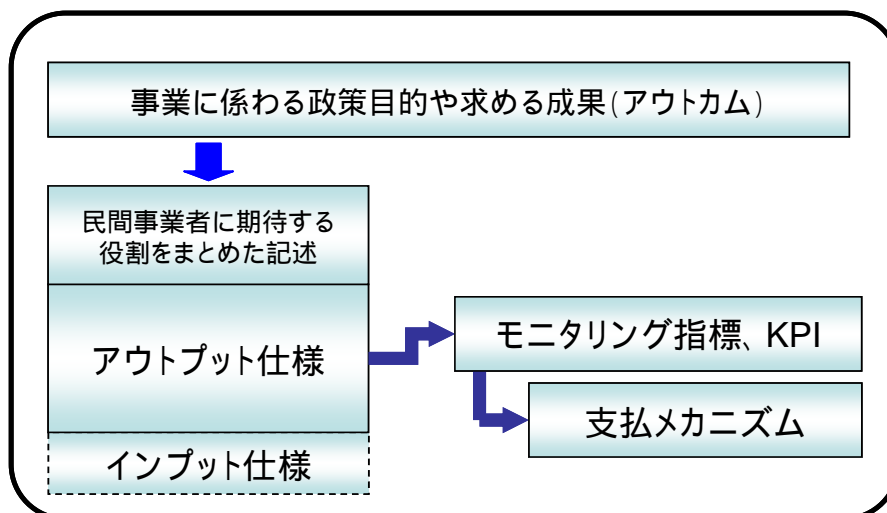 事業に係わる政策目的や求める成果(アウトカム)
民間事業者に期待する
役割をまとめた記述
アウトプット仕様
モニタリング指標、KPI
支払メカニズム
インプット仕様